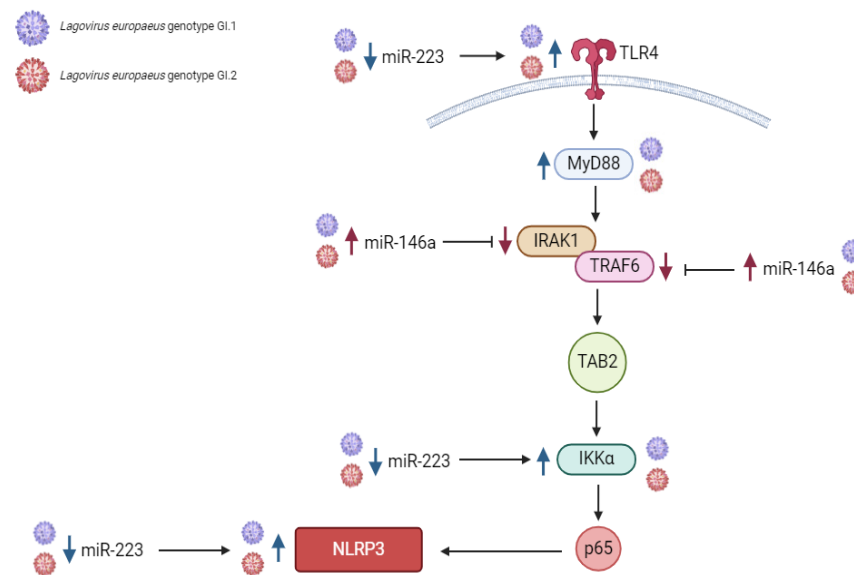 Lagovirus europaeus genotype GI.1
Lagovirus europaeus genotype GI.2
miR-223
TLR4
MyD88
miR-146a
IRAK1
TRAF6
miR-146a
TAB2
miR-223
IKKα
miR-223
NLRP3
p65